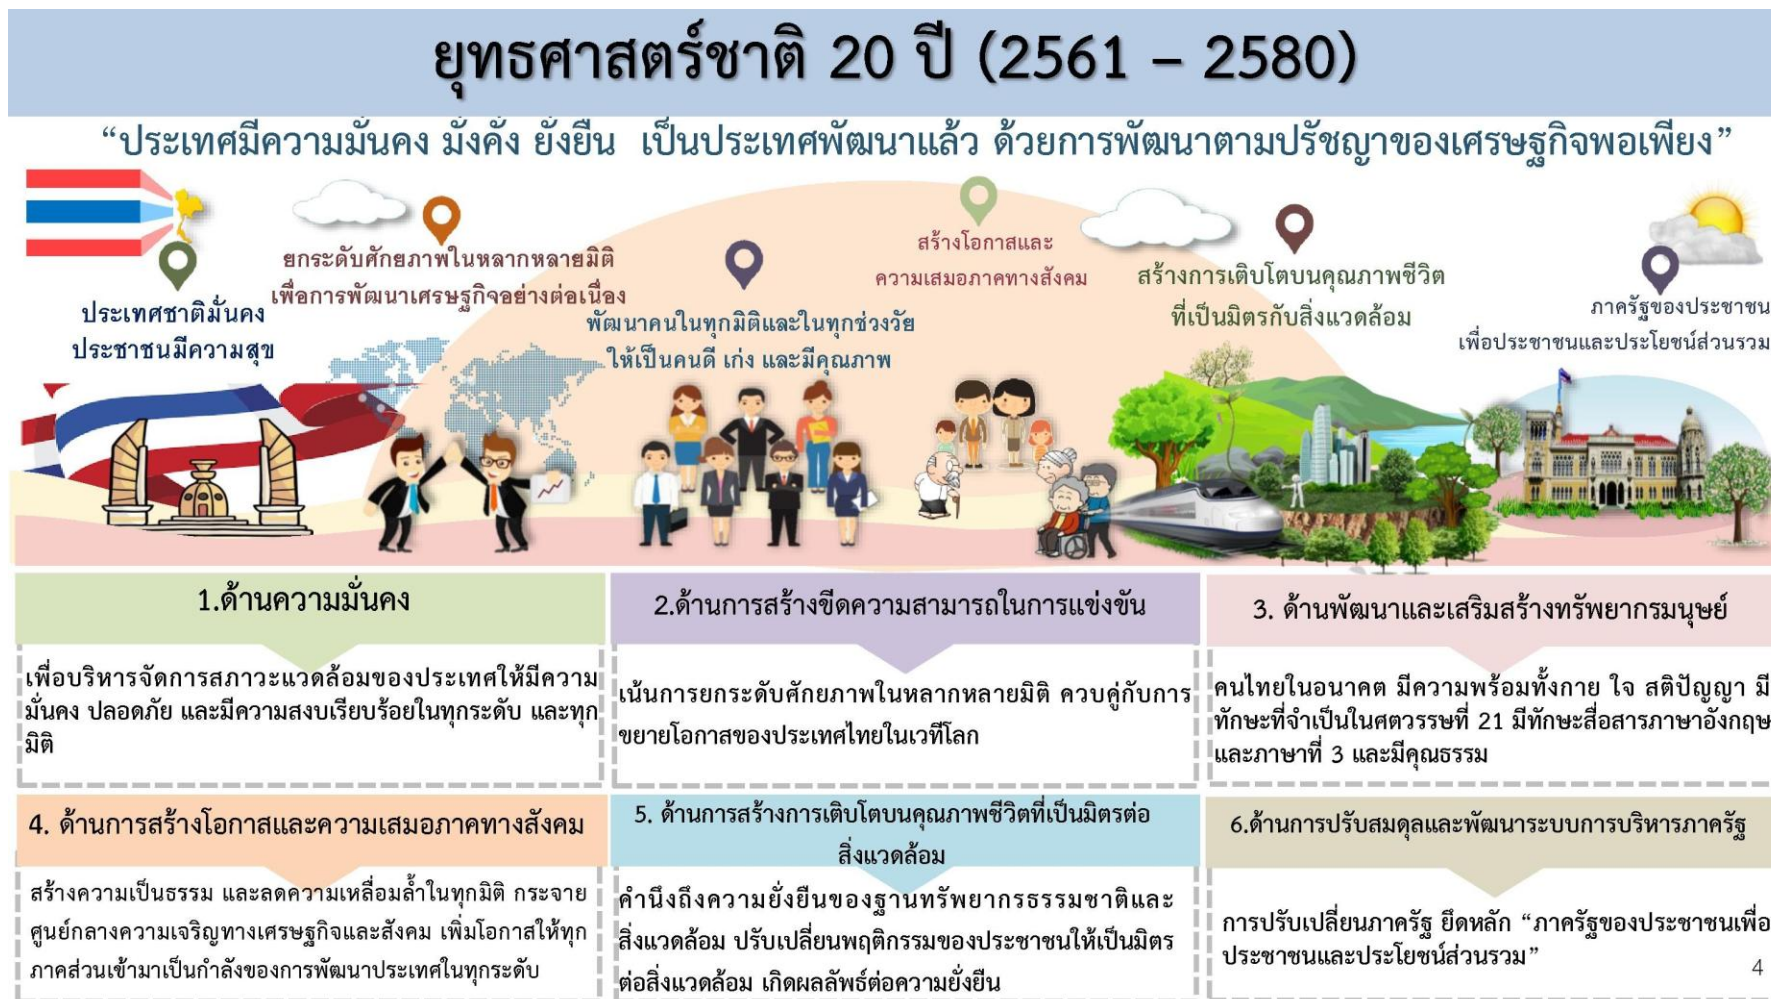 ยุทธศาสตร์ชาติ 20 ปี (2561 – 2580)
“ประเทศมีความมั่นคง มั่งคั่ง ยั่งยืน เป็นประเทศพัฒนาแล้ว ด้วยการพัฒนาตามปรัชญาของเศรษฐกิจพอเพียง”
ประเทศชาติมั่นคง
ประชาชนมีความสุข
ยกระดับศักยภาพในหลากหลายมิติ
เพื่อการพัฒนาเศรษฐกิจอย่างต่อเนื่อง
พัฒนาคนในทุกมิติและในทุกช่วงวัย
ให้เป็นคนดี เก่ง และมีคุณภาพ
สร้างโอกาสและ
ความเสมอภาคทางสังคม
สร้างการเติบโตบนคุณภาพชีวิต
ที่เป็นมิตรกับสิ่งแวดล้อม
ภาครัฐของประชาชน
เพื่อประชาชนและประโยชน์ส่วนรวม
1.ด้านความมั่นคง
เพื่อบริหารจัดการสภาวะแวดล้อมของประเทศให้มีความ
มั่นคง ปลอดภัย และมีความสงบเรียบร้อยในทุกระดับ และทุก
มิติ
2.ด้านการสร้างขีดความสามารถในการแข่งขัน
เน้นการยกระดับศักยภาพในหลากหลายมิติ ควบคู่กับการ
ขยายโอกาสของประเทศไทยในเวทีโลก
3. ด้านพัฒนาและเสริมสร้างทรัพยากรมนุษย์
คนไทยในอนาคต มีความพร้อมทั้งกาย ใจ สติปัญญา มี
ทักษะที่จำเป็นในศตวรรษที่ 21 มีทักษะสื่อสารภาษาอังกฤษ
และภาษาที่ 3 และมีคุณธรรม
4. ด้านการสร้างโอกาสและความเสมอภาคทางสังคม
สร้างความเป็นธรรม และลดความเหลื่อมล้ำในทุกมิติ กระจาย
ศูนย์กลางความเจริญทางเศรษฐกิจและสังคม เพิ่มโอกาสให้ทุก
ภาคส่วนเข้ามาเป็นกำลังของการพัฒนาประเทศในทุกระดับ
5. ด้านการสร้างการเติบโตบนคุณภาพชีวิตที่เป็นมิตรต่อ
สิ่งแวดล้อม
คำนึงถึงความยั่งยืนของฐานทรัพยากรธรรมชาติและ
สิ่งแวดล้อม ปรับเปลี่ยนพฤติกรรมของประชาชนให้เป็นมิตร
ต่อสิ่งแวดล้อม เกิดผลลัพธ์ต่อความยั่งยืน
6.ด้านการปรับสมดุลและพัฒนาระบบการบริหารภาครัฐ
การปรับเปลี่ยนภาครัฐ ยึดหลัก “ภาครัฐของประชาชนเพื่อ
ประชาชนและประโยชน์ส่วนรวม”
4